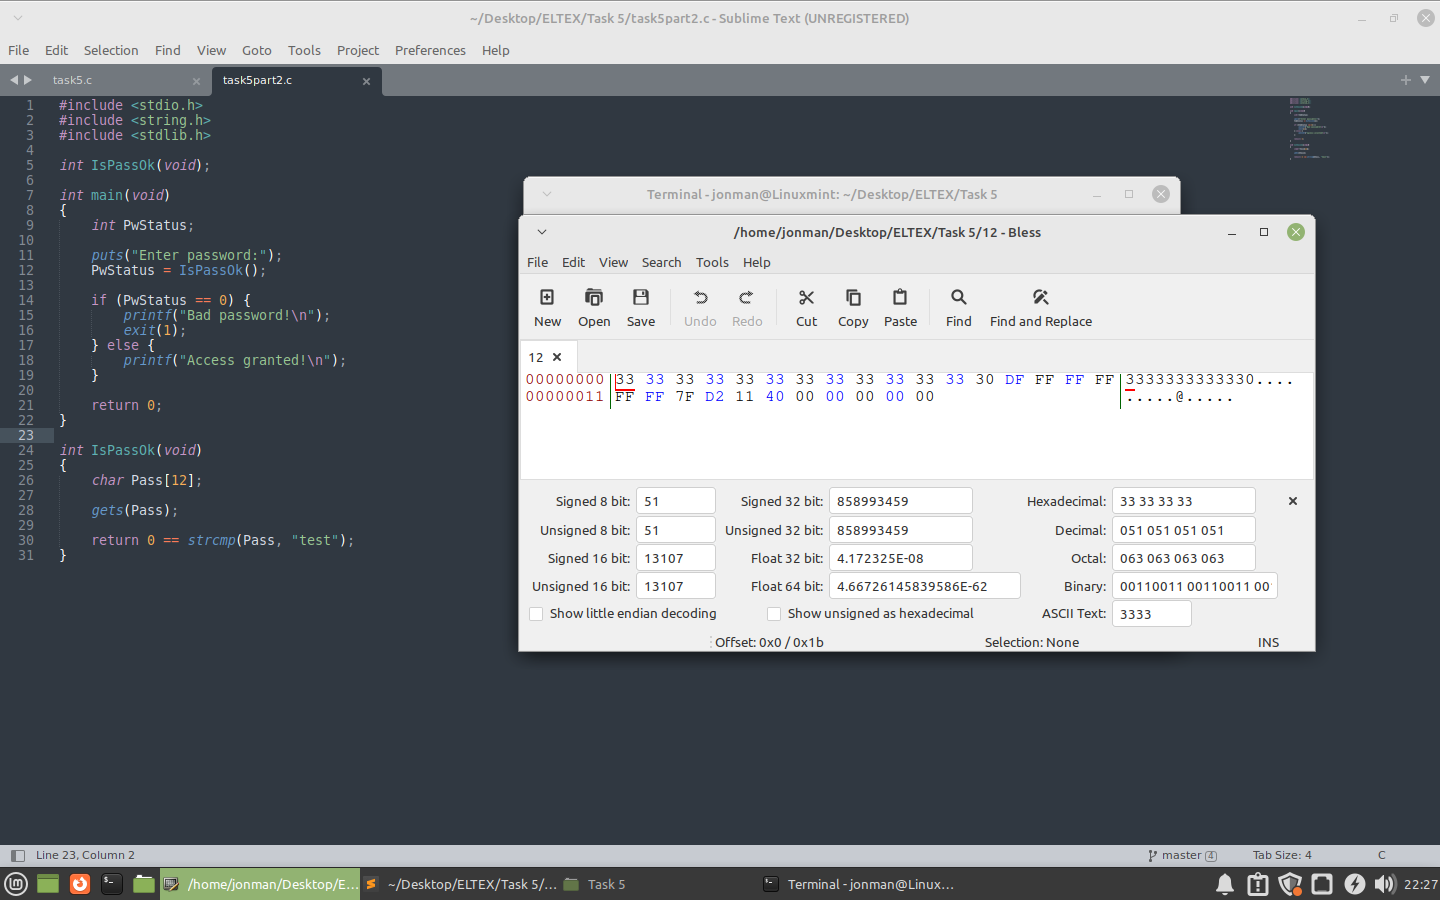 ~/Desktop/ELTEX/Task 5/task5part2.c - Sublime Text (UNREGISTERED)
File Edit Selection Find View Goto Tools Project Preferences Help
task5.c task5part2.c
1 #include <stdio.h>
2 #include <string.h>
3 #include <stdlib.h>
4
5 int IsPassOk(void);
6
7 int main(void)
8 {
9 int PwStatus;
10
11 puts("Enter password:");
12 PwStatus = IsPassOk();
13
14 if (PwStatus == 0) {
15 printf("Bad password!\n");
16 exit(1);
17 } else {
18 printf("Access granted!\n");
19 }
20
21 return 0;
22 }
23
24 int IsPassOk(void)
25 {
26 char Pass[12];
27
28 gets(Pass);
29
30 return 0 == strcmp(Pass, "test");
31 }
Terminal - jonman@Linuxmint: ~/Desktop/ELTEX/Task 5
/home/jonman/Desktop/ELTEX/Task 5/12 - Bless
File Edit View Search Tools Help
New Open Save Undo Redo Cut Copy Paste Find Find and Replace
12
00000000 33 33 33 33 33 33 33 33 33 33 33 33 30 DF FF FF FF 3333333333330....
00000011 FF FF 7F D2 11 40 00 00 00 00 00 .....@.....
Signed 8 bit: 51 Signed 32 bit: 858993459 Hexadecimal: 33 33 33 33
Unsigned 8 bit: 51 Unsigned 32 bit: 858993459 Decimal: 051 051 051 051
Signed 16 bit: 13107 Float 32 bit: 4.172325E-08 Octal: 063 063 063 063
Unsigned 16 bit: 13107 Float 64 bit: 4.66726145839586E-62 Binary: 00110011 00110011 00
Show little endian decoding Show unsigned as hexadecimal ASCII Text: 3333
Offset: 0x0 / 0x1b Selection: None INS
Line 23, Column 2 master 4 Tab Size: 4 C
/home/jonman/Desktop/E... ~/Desktop/ELTEX/Task 5/... Task 5 Terminal - jonman@Linux... 22:27